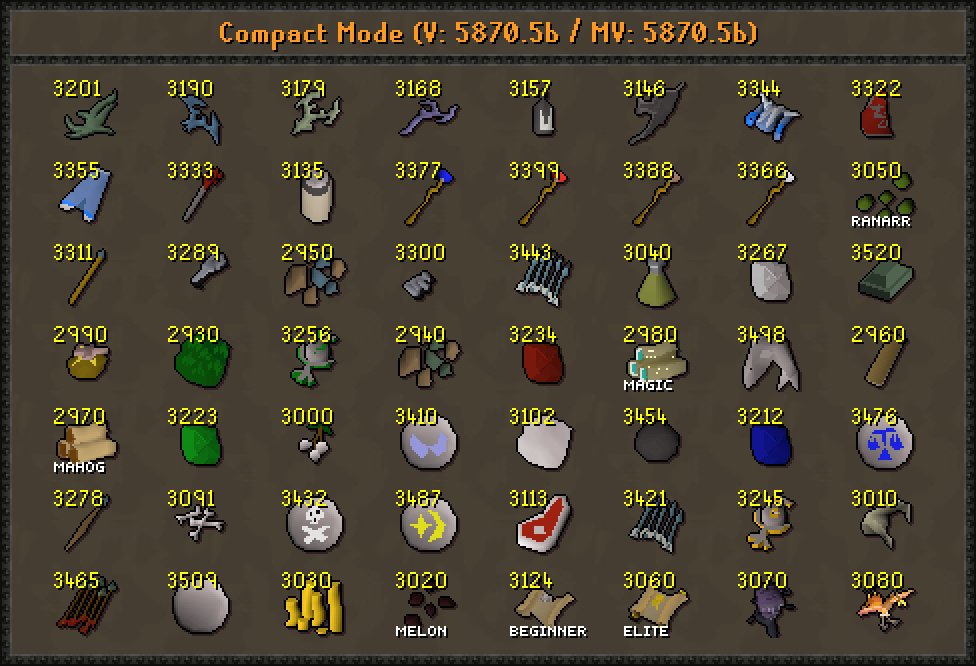 Compact Mode (V: 5870.5b / MV: 5870.5b)
3201 3190 3179 3168 3157 3146 3344 3322
3355 3333 3135 3377 3399 3388 3366 3050
RANARR
3311 3289 2950 3300 3443 3040 3267 3520
2990 2930 3256 2940 3234 2980 3498 2960
MAGIC
2970 3223 3000 3410 3102 3454 3212 3476
MAHOG
3278 3091 3432 3487 3113 3421 3245 3010
3465 3509 3030 3020 3124 3060 3070 3080
MELON BEGINNER ELITE